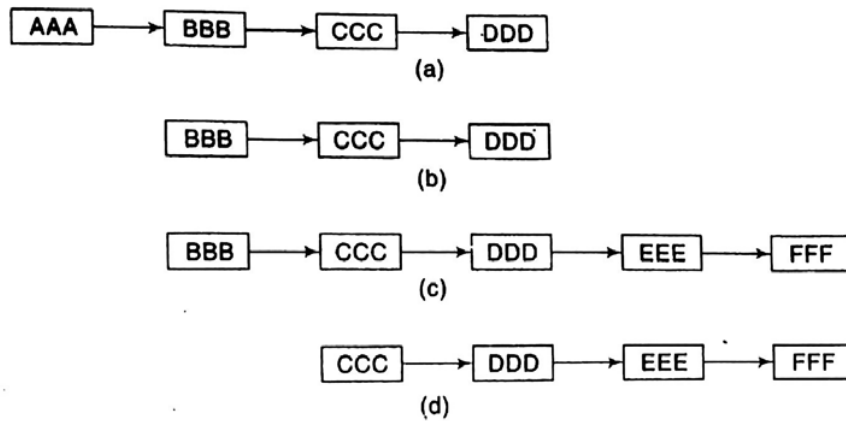 AAA BBB CCC DDD
(a)
BBB CCC DDD
(b)
BBB CCC DDD EEE FFF
(c)
CCC DDD EEE FFF
(d)